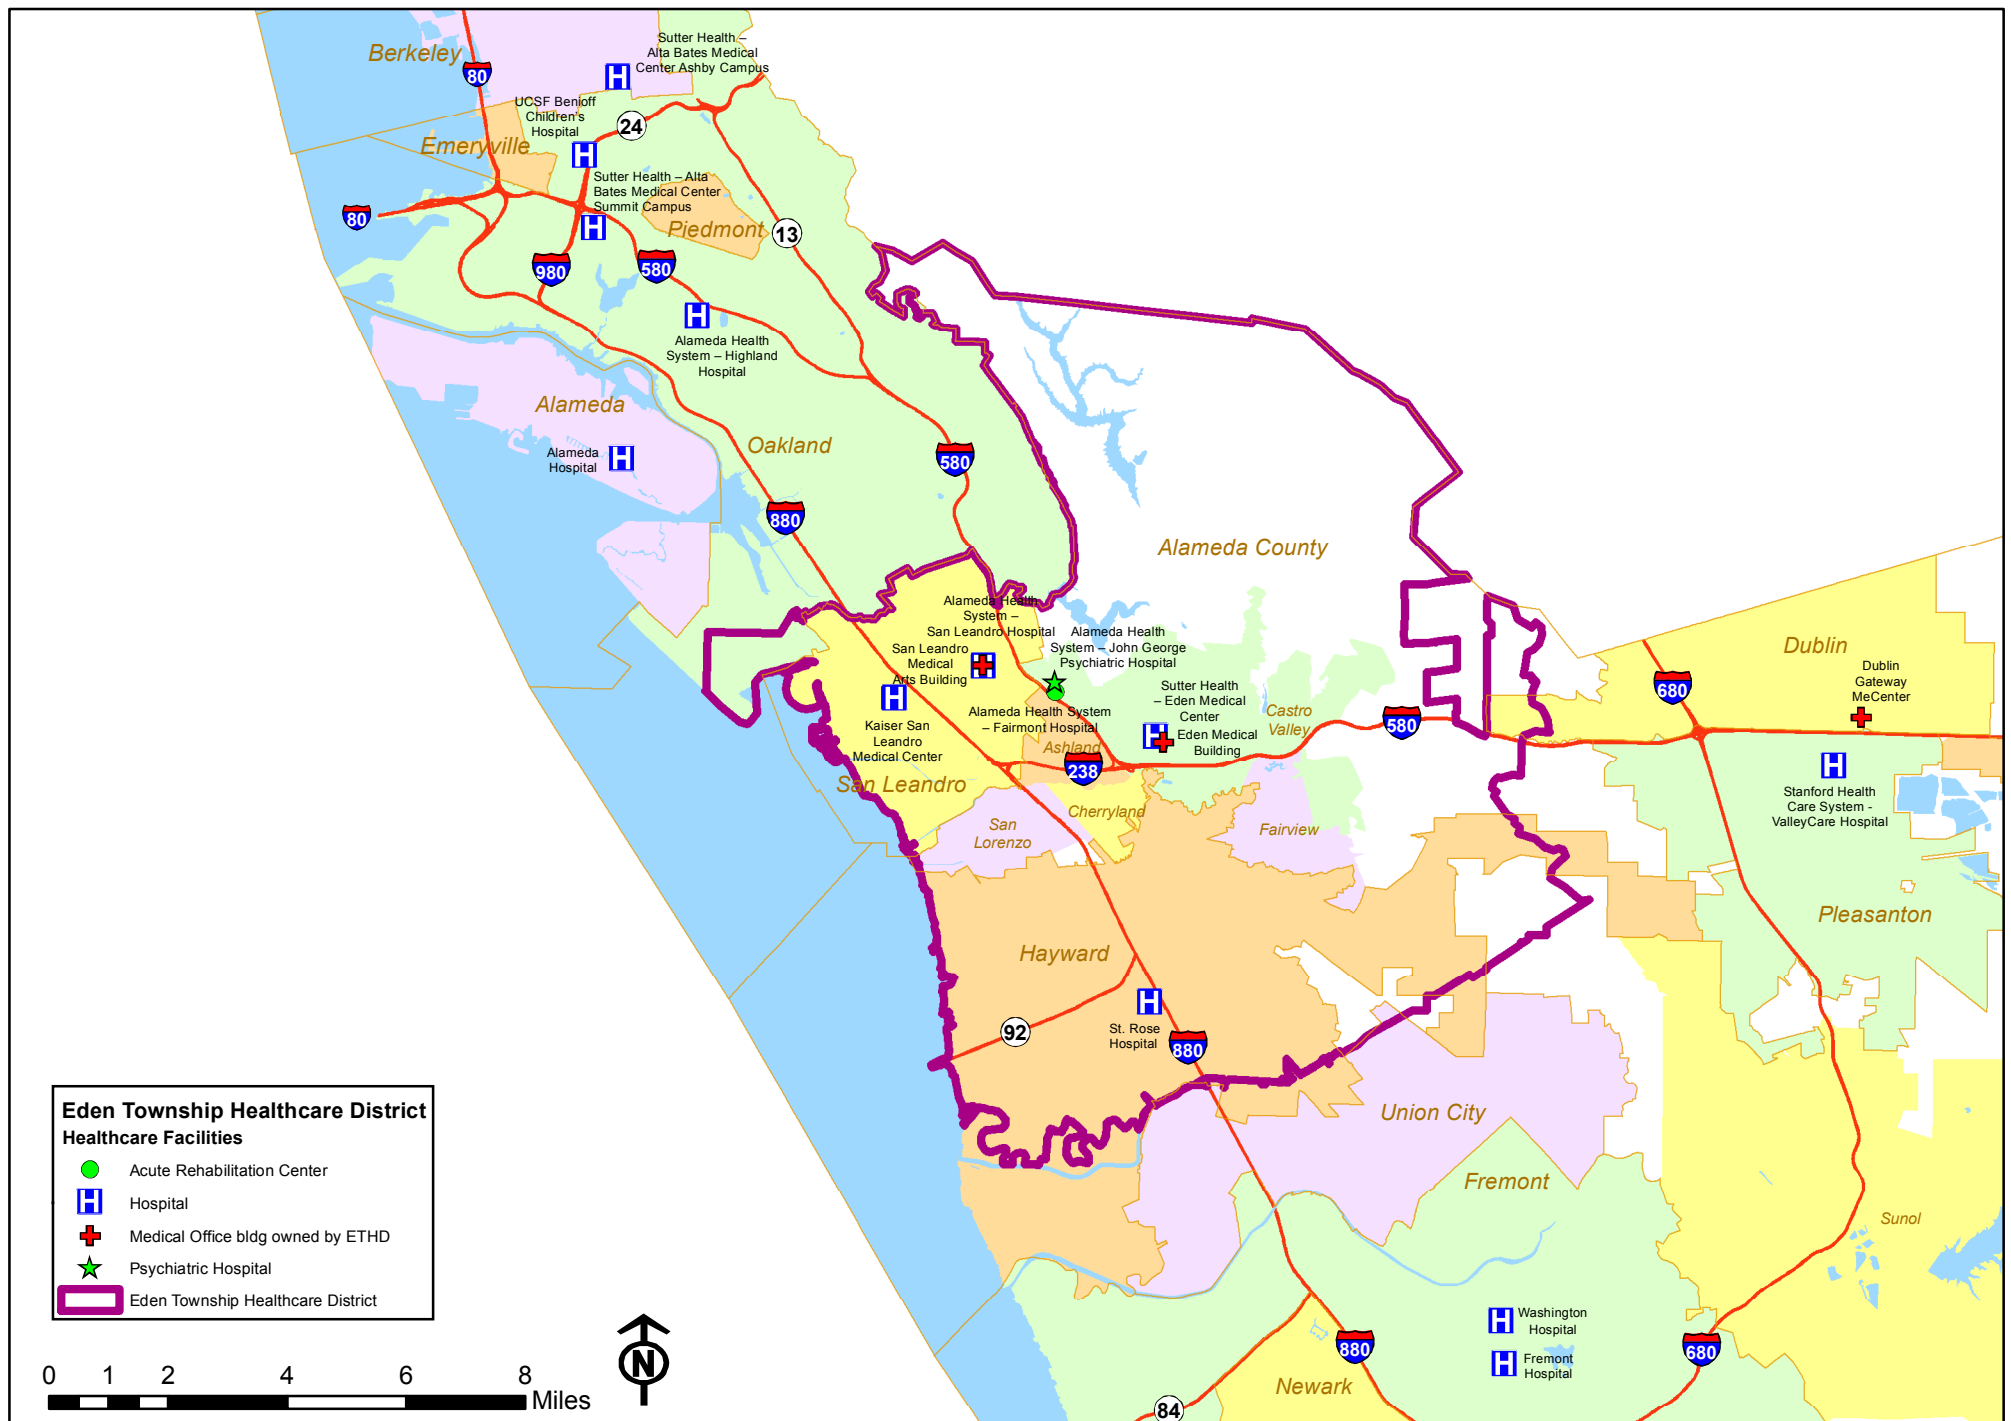 Berkeley
80
Sutter Health –
Alta Bates Medical
Center Ashby Campus
UCSF Benioff
Children's
Hospital
24
Emeryville
Sutter Health – Alta
Bates Medical Center
Summit Campus
80
Piedmont
13
980
580
Alameda Health
System – Highland
Hospital
Alameda
Oakland
Alameda
Hospital
580
880
Alameda County
Alameda Health
System –
San Leandro Hospital
Alameda Health
System – John George
Psychiatric Hospital
San Leandro
Medical
Arts Building
Dublin
Dublin
Gateway
MeCenter
680
Sutter Health
– Eden Medical
Center
Eden Medical
Building
Castro
Valley
580
Kaiser San
Leandro
Medical Center
Alameda Health System
– Fairmont Hospital
Ashland
238
San Leandro
Stanford Health
Care System -
ValleyCare Hospital
Cherryland
San
Lorenzo
Fairview
Pleasanton
Hayward
92
St. Rose
Hospital
880
Union City
Fremont
Sunol
Washington
Hospital
Fremont
Hospital
880
680
Newark
84
Eden Township Healthcare District
Healthcare Facilities
Acute Rehabilitation Center
H Hospital
Medical Office bldg owned by ETHD
Psychiatric Hospital
Eden Township Healthcare District
0 1 2 4 6 8
Miles
N